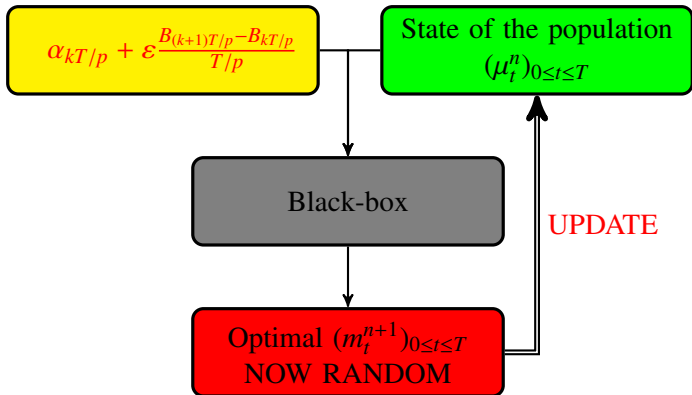 α_{kT/p} + ε \frac{B_{(k+1)T/p} − B_{kT/p}}{T/p}
State of the population
(μ_t^n)_{0≤t≤T}
Black-box
UPDATE
Optimal (m_t^{n+1})_{0≤t≤T}
NOW RANDOM